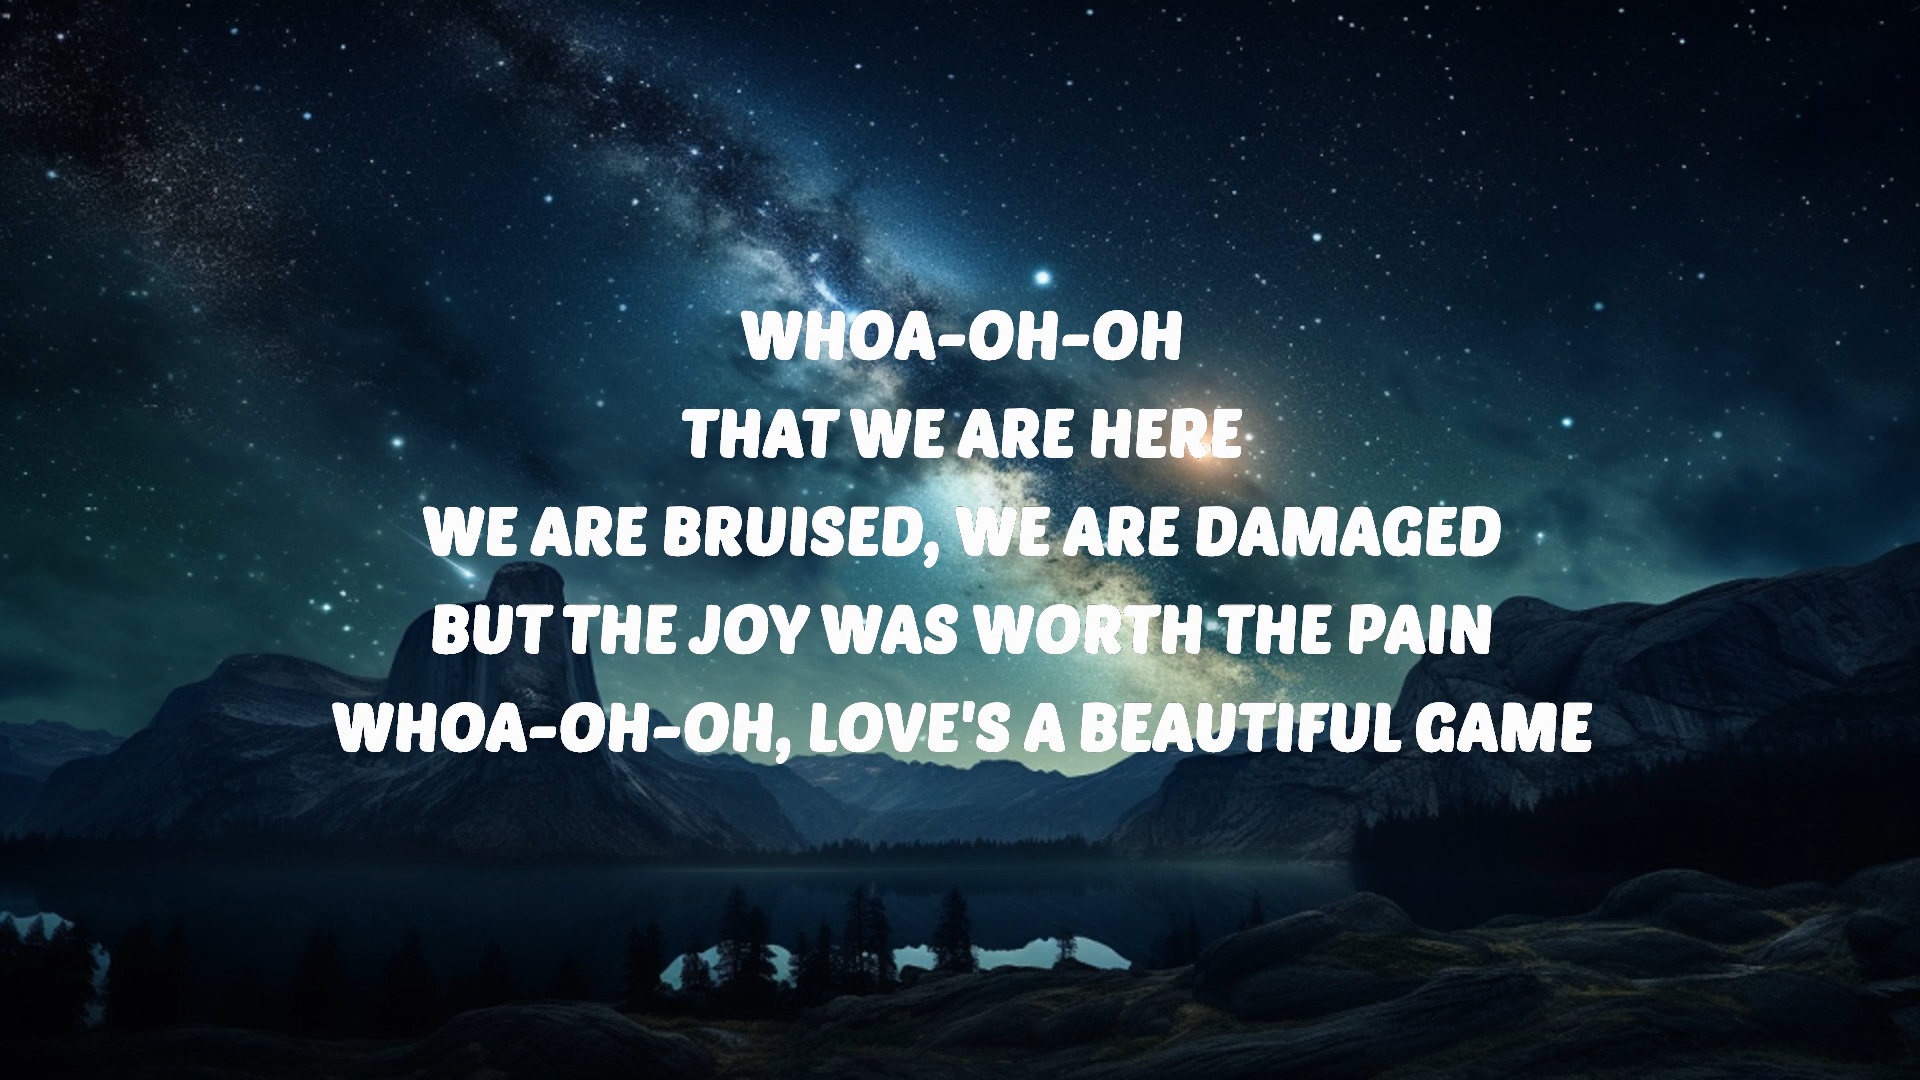 WHOA-OH-OH
THAT WE ARE HERE
WE ARE BRUISED, WE ARE DAMAGED
BUT THE JOY WAS WORTH THE PAIN
WHOA-OH-OH, LOVE'S A BEAUTIFUL GAME